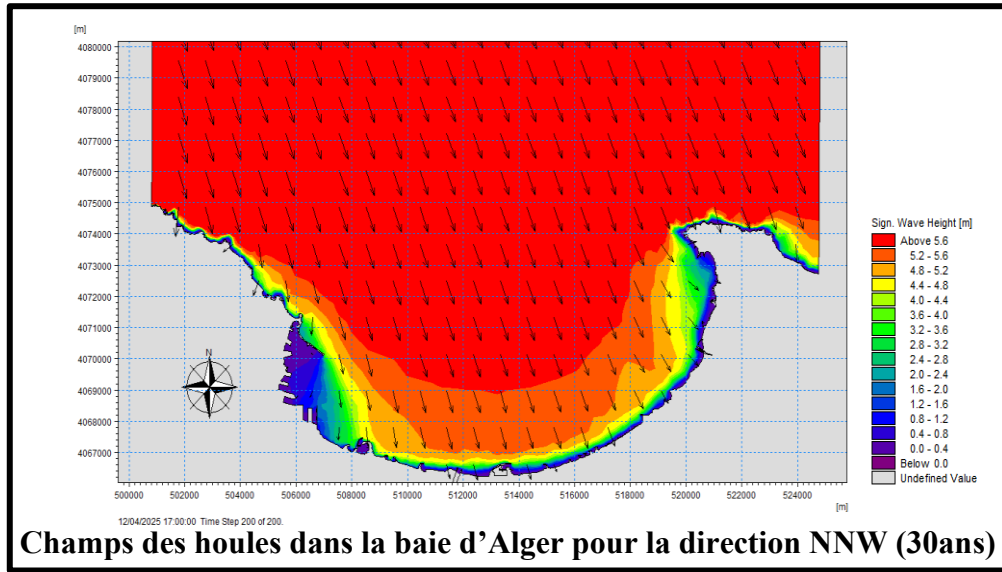 [m]
4080000
4079000
4078000
4077000
4076000
4075000
4074000
4073000
4072000
4071000
4070000
4069000
4068000
4067000
N
500000 502000 504000 506000 508000 510000 512000 514000 516000 518000 520000 522000 524000
[m]
Sign. Wave Height [m]
Above 5.6
5.2 - 5.6
4.8 - 5.2
4.4 - 4.8
4.0 - 4.4
3.6 - 4.0
3.2 - 3.6
2.8 - 3.2
2.4 - 2.8
2.0 - 2.4
1.6 - 2.0
1.2 - 1.6
0.8 - 1.2
0.4 - 0.8
0.0 - 0.4
Below 0.0
Undefined Value
12/04/2025 17:00:00 Time Step 200 of 200.
Champs des houles dans la baie d’Alger pour la direction NNW (30ans)